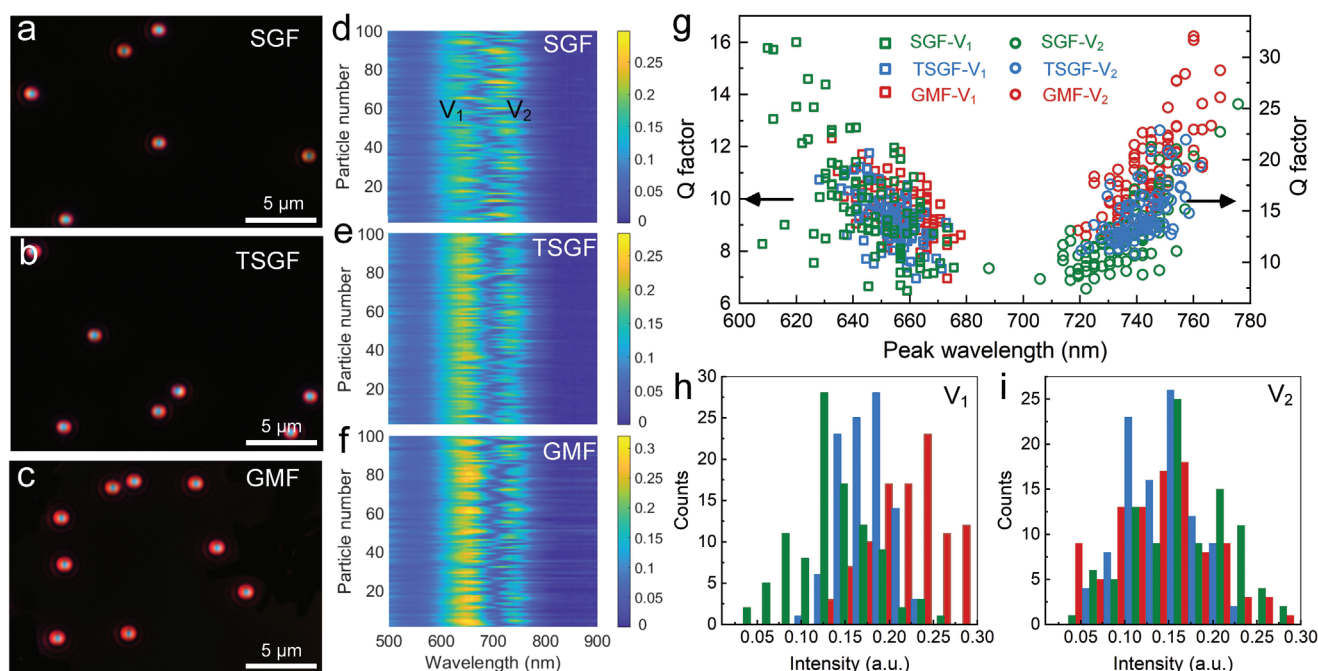 a
SGF
5 µm
b
TSGF
5 µm
c
GMF
5 µm
d
SGF
V1
V2
Particle number
100
80
60
40
20
0.25
0.2
0.15
0.1
0.05
0
e
TSGF
Particle number
100
80
60
40
20
0.25
0.2
0.15
0.1
0.05
0
f
GMF
Particle number
100
80
60
40
20
0.3
0.25
0.2
0.15
0.1
0.05
0
500 600 700 800 900
Wavelength (nm)
g
SGF-V1 SGF-V2
TSGF-V1 TSGF-V2
GMF-V1 GMF-V2
Q factor
16
14
12
10
8
6
30
25
20
15
10
Q factor
600 620 640 660 680 700 720 740 760 780
Peak wavelength (nm)
h
V1
Counts
30
25
20
15
10
5
0
0.05 0.10 0.15 0.20 0.25 0.30
Intensity (a.u.)
i
V2
Counts
30
25
20
15
10
5
0
0.05 0.10 0.15 0.20 0.25 0.30
Intensity (a.u.)